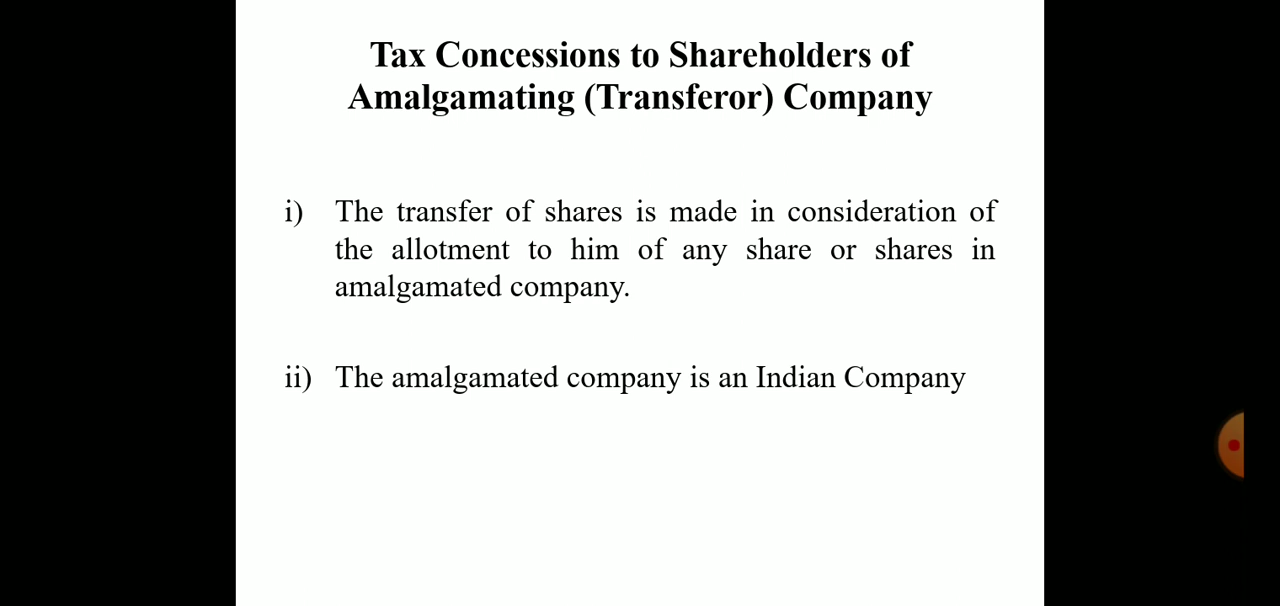 Tax Concessions to Shareholders of
Amalgamating (Transferor) Company
i) The transfer of shares is made in consideration of
the allotment to him of any share or shares in
amalgamated company.
ii) The amalgamated company is an Indian Company